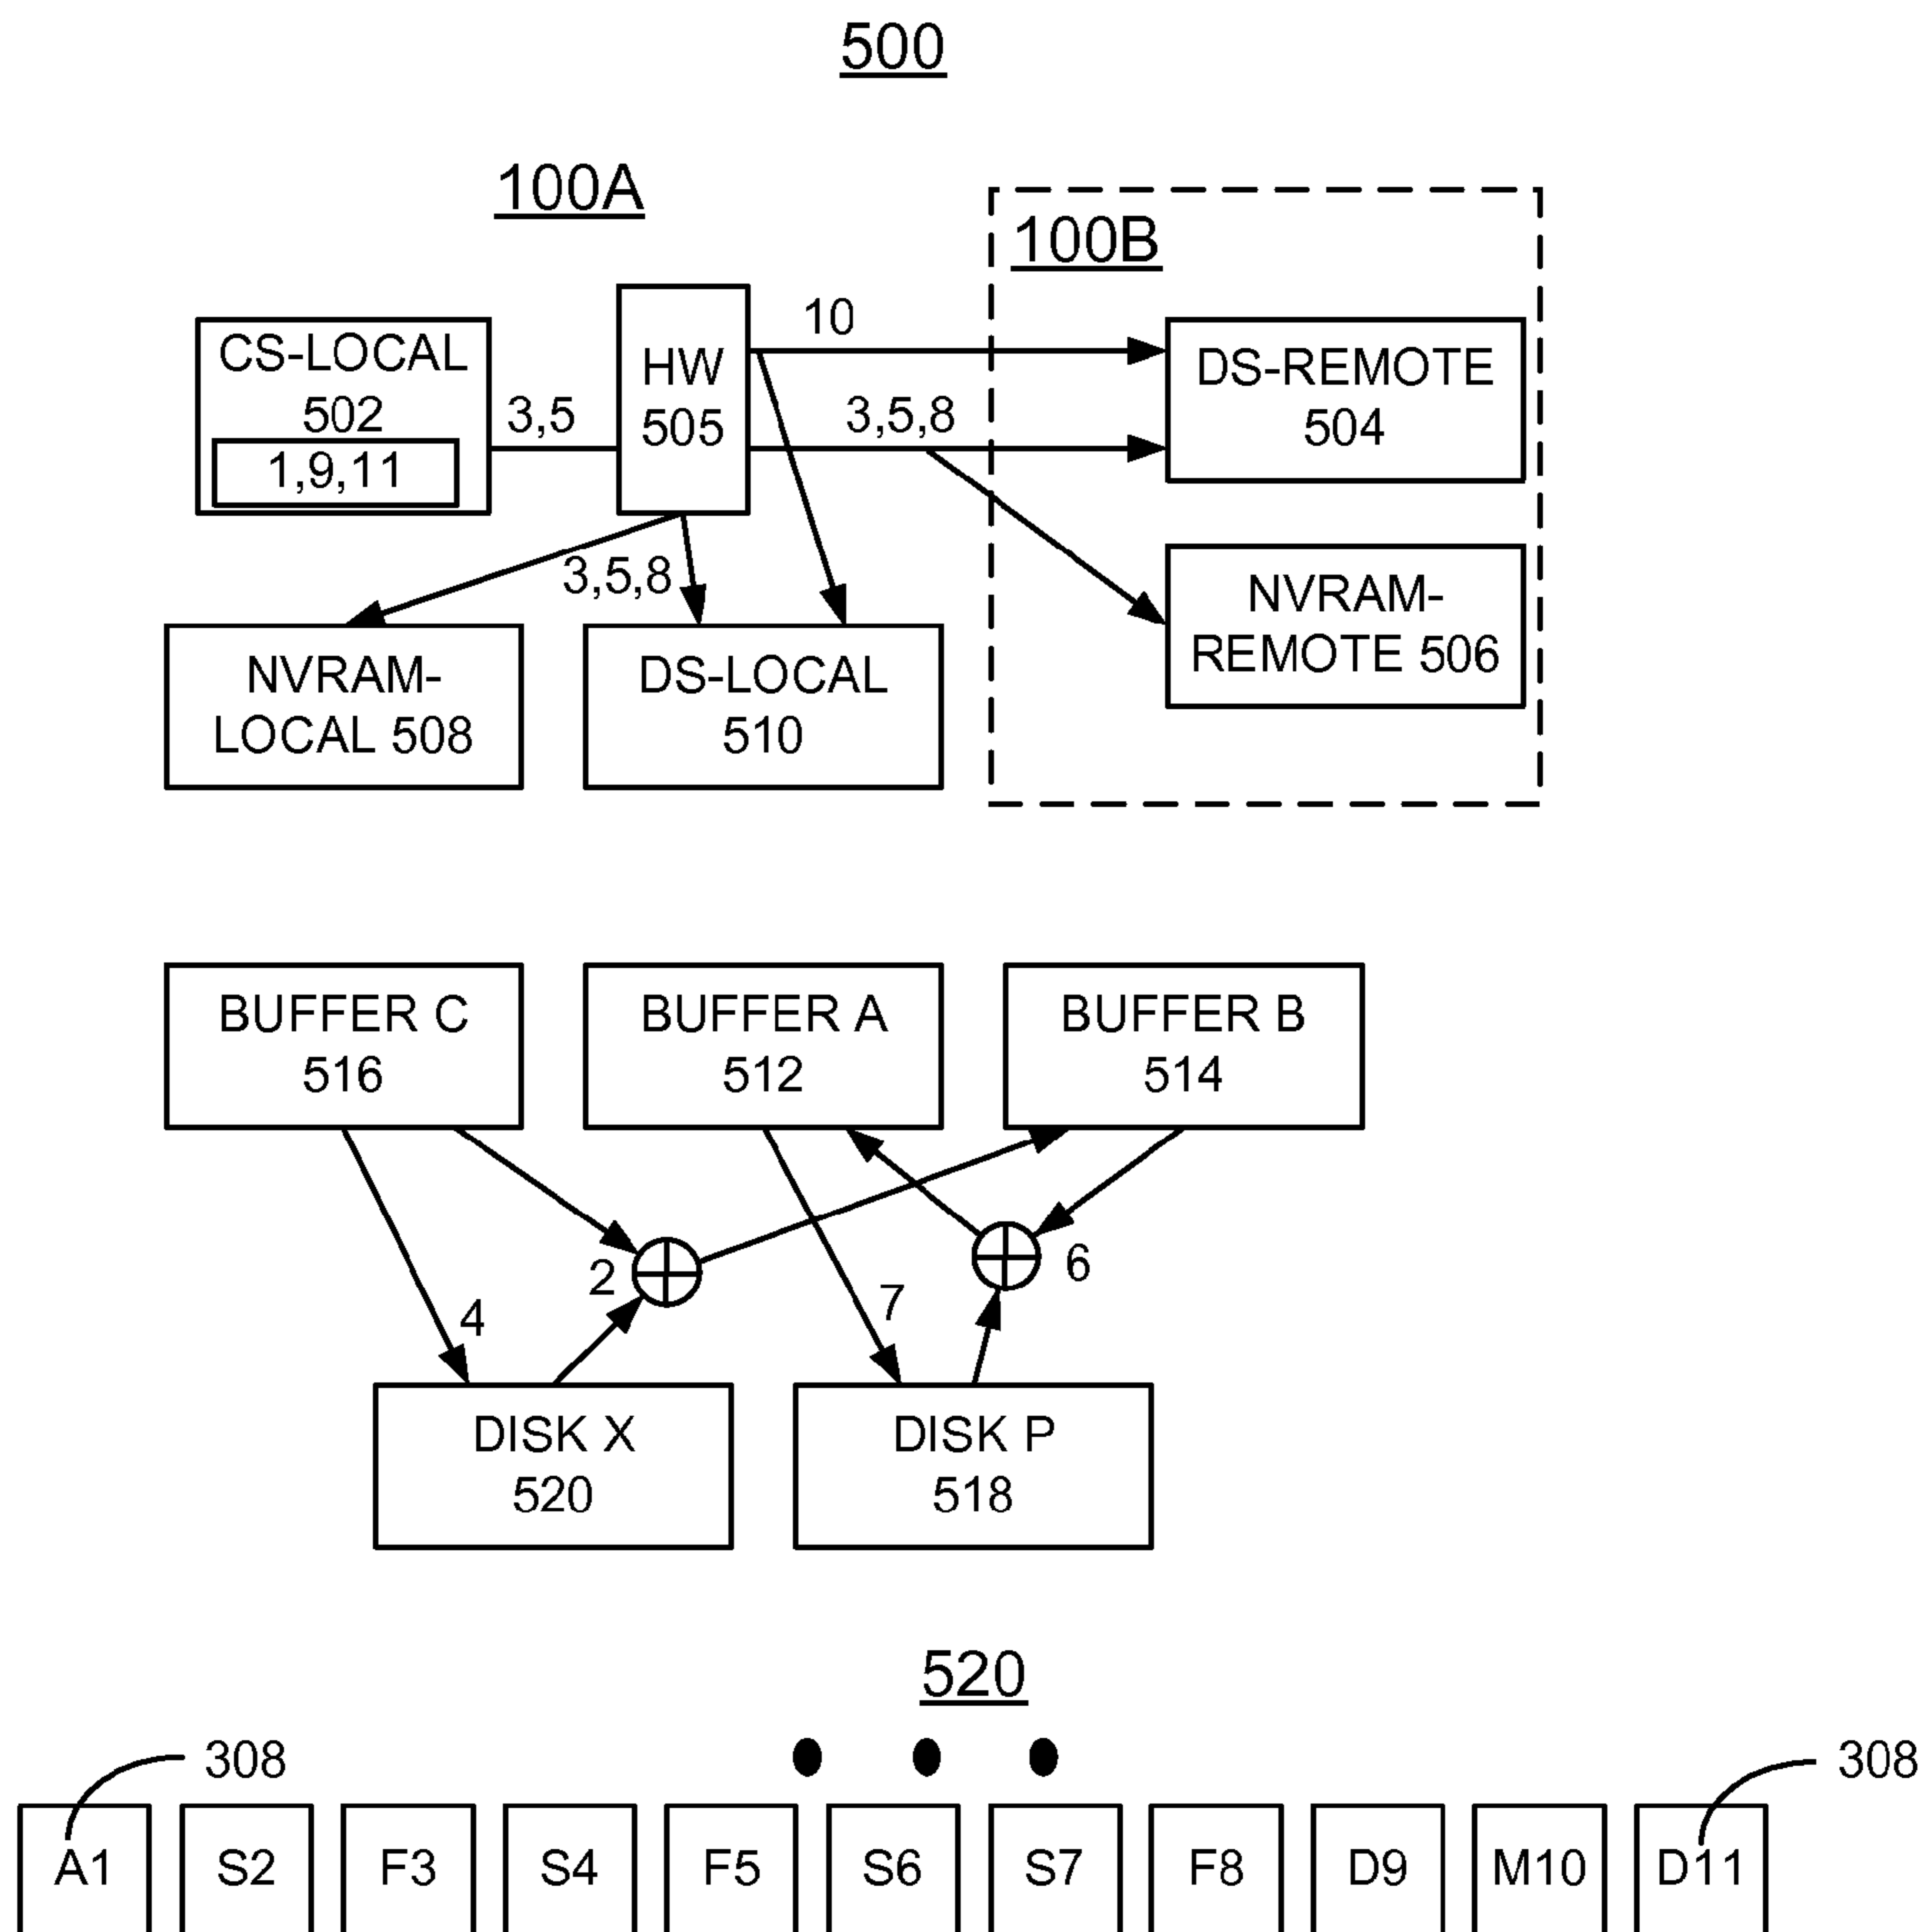 500
100A
100B
CS-LOCAL
502
1,9,11
3,5
HW
505
10
3,5,8
DS-REMOTE
504
3,5,8
NVRAM-
REMOTE 506
NVRAM-
LOCAL 508
DS-LOCAL
510
BUFFER C
516
BUFFER A
512
BUFFER B
514
2
6
4
7
DISK X
520
DISK P
518
520
308
308
A1
S2
F3
S4
F5
S6
S7
F8
D9
M10
D11